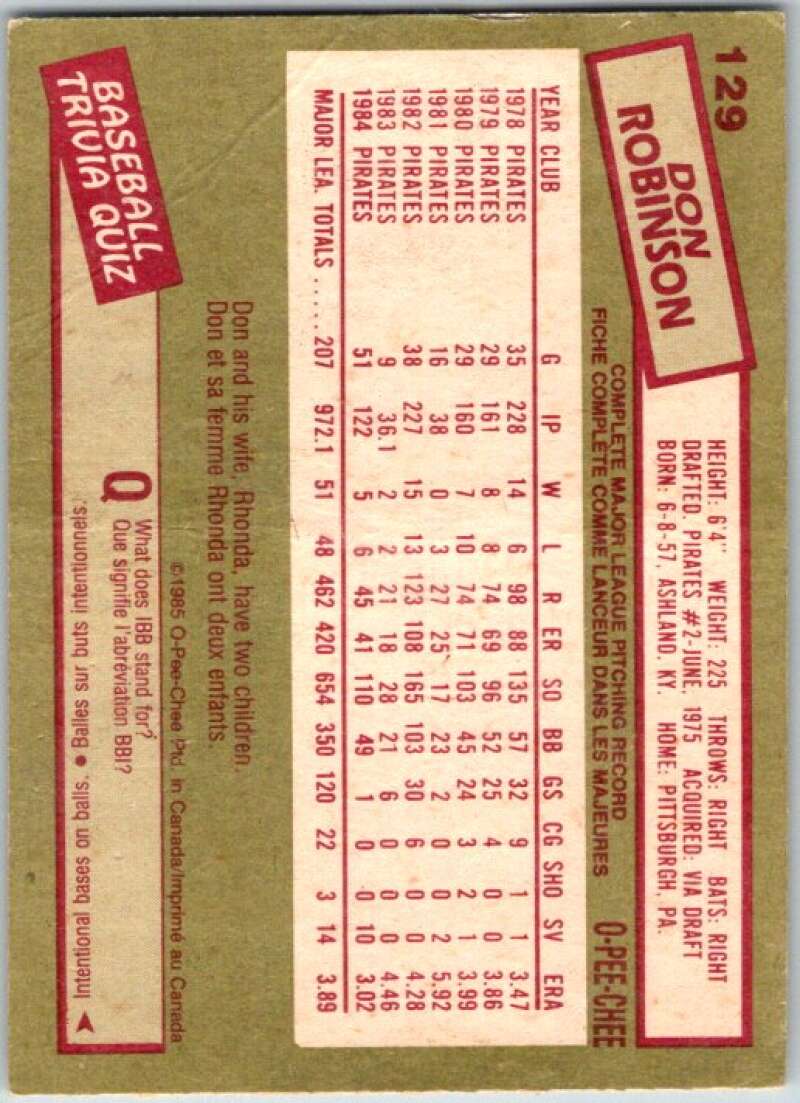 129
DON
ROBINSON
HEIGHT: 6'4" WEIGHT: 225 THROWS: RIGHT BATS: RIGHT
DRAFTED: PIRATES #2-JUNE, 1975 ACQUIRED: VIA DRAFT
BORN: 6-8-57, ASHLAND, KY. HOME: PITTSBURGH, PA.
COMPLETE MAJOR LEAGUE PITCHING RECORD
FICHE COMPLETE COMME LANCEUR DANS LES MAJEURES
O-PEE-CHEE
YEAR CLUB G IP W L R ER SO BB GS CG SHO SV ERA
1978 PIRATES 35 228 14 6 98 88 135 57 32 9 1 1 3.47
1979 PIRATES 29 161 8 8 74 69 96 52 25 4 0 0 3.86
1980 PIRATES 29 160 7 10 74 71 103 45 24 3 2 1 3.99
1981 PIRATES 16 38 0 3 27 25 17 23 2 0 0 2 5.92
1982 PIRATES 38 227 15 13 123 108 165 103 30 6 0 0 4.28
1983 PIRATES 9 36.1 2 2 21 18 28 21 6 0 0 0 4.46
1984 PIRATES 51 122 5 6 45 41 110 49 1 0 0 10 3.02
MAJOR LEA. TOTALS ..... 207 972.1 51 48 462 420 654 350 120 22 3 14 3.89
Don and his wife, Rhonda, have two children.
Don et sa femme Rhonda ont deux enfants.
©1985 O-Pee-Chee Ptd. in Canada/Imprimé au Canada
BASEBALL
TRIVIA QUIZ
Q What does IBB stand for?
Que signifie l'abréviation BBI?
Intentional bases on balls. • Balles sur buts intentionnels.